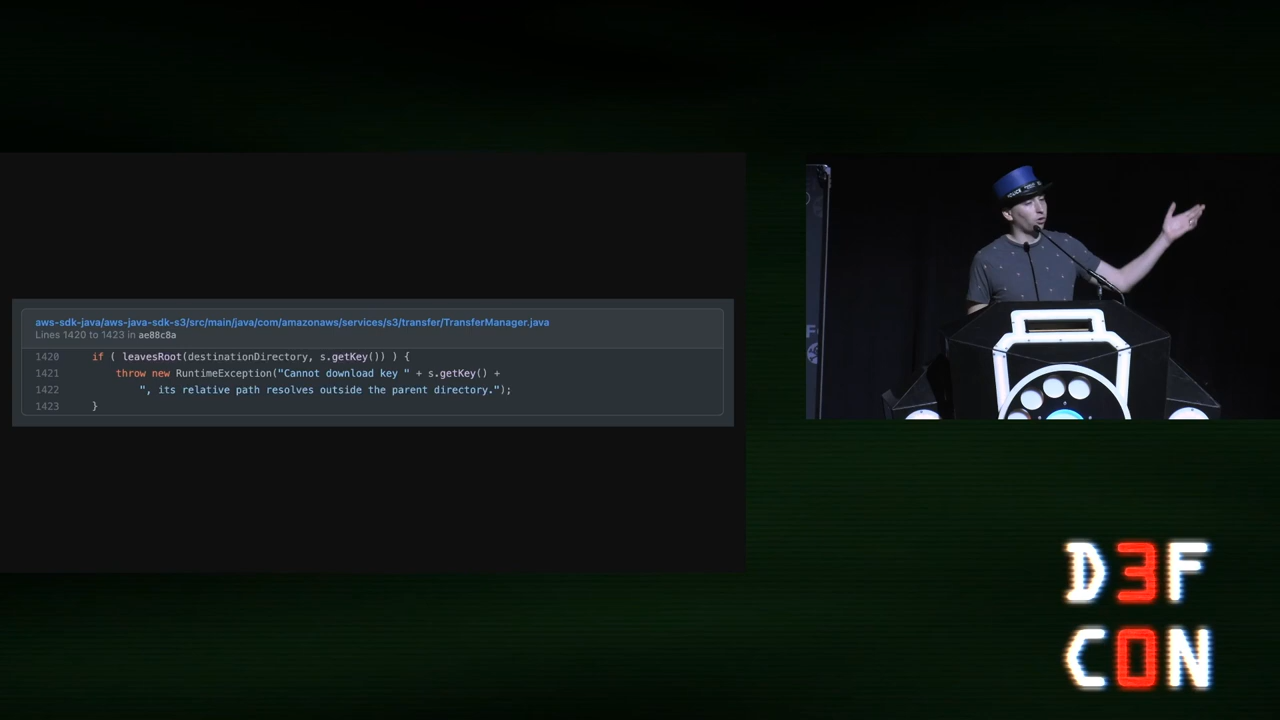 aws-sdk-java/aws-java-sdk-s3/src/main/java/com/amazonaws/services/s3/transfer/TransferManager.java
Lines 1420 to 1423 in ae88c8a
1420 if ( leavesRoot(destinationDirectory, s.getKey()) ) {
1421 throw new RuntimeException("Cannot download key " + s.getKey() +
1422 ", its relative path resolves outside the parent directory.");
1423 }
D3F
C0N